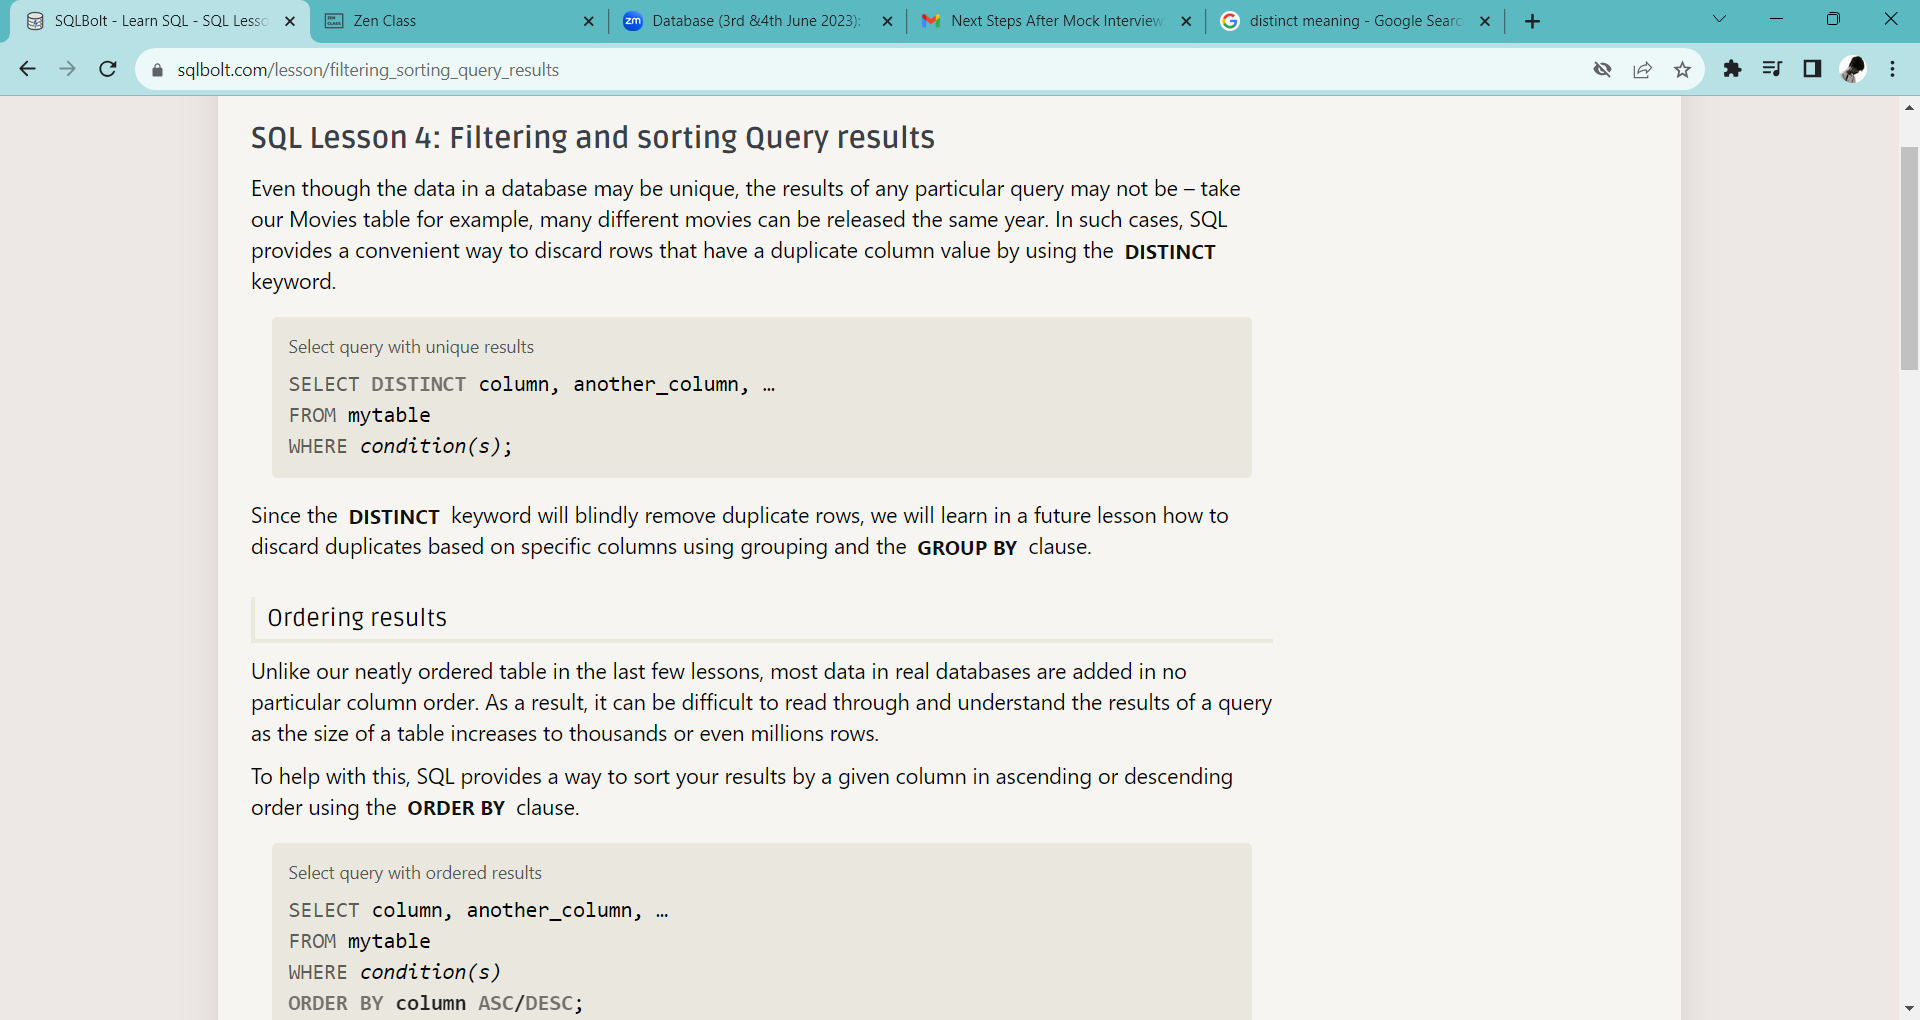 SQLBolt - Learn SQL - SQL Lesso
Zen Class
Database (3rd &4th June 2023):
Next Steps After Mock Interview
distinct meaning - Google Searc
sqlbolt.com/lesson/filtering_sorting_query_results
SQL Lesson 4: Filtering and sorting Query results
Even though the data in a database may be unique, the results of any particular query may not be – take
our Movies table for example, many different movies can be released the same year. In such cases, SQL
provides a convenient way to discard rows that have a duplicate column value by using the DISTINCT
keyword.
Select query with unique results
SELECT DISTINCT column, another_column, …
FROM mytable
WHERE condition(s);
Since the DISTINCT keyword will blindly remove duplicate rows, we will learn in a future lesson how to
discard duplicates based on specific columns using grouping and the GROUP BY clause.
Ordering results
Unlike our neatly ordered table in the last few lessons, most data in real databases are added in no
particular column order. As a result, it can be difficult to read through and understand the results of a query
as the size of a table increases to thousands or even millions rows.
To help with this, SQL provides a way to sort your results by a given column in ascending or descending
order using the ORDER BY clause.
Select query with ordered results
SELECT column, another_column, …
FROM mytable
WHERE condition(s)
ORDER BY column ASC/DESC;